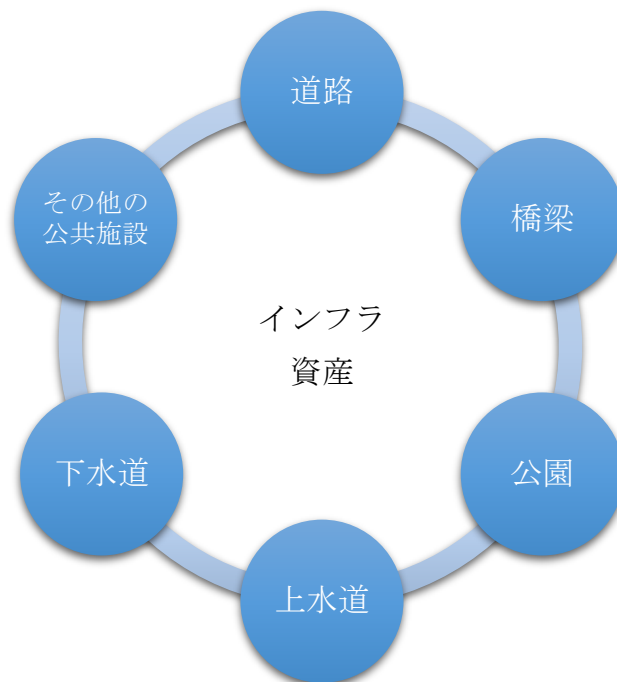 道路
橋梁
公園
上水道
下水道
その他の
公共施設
インフラ
資産